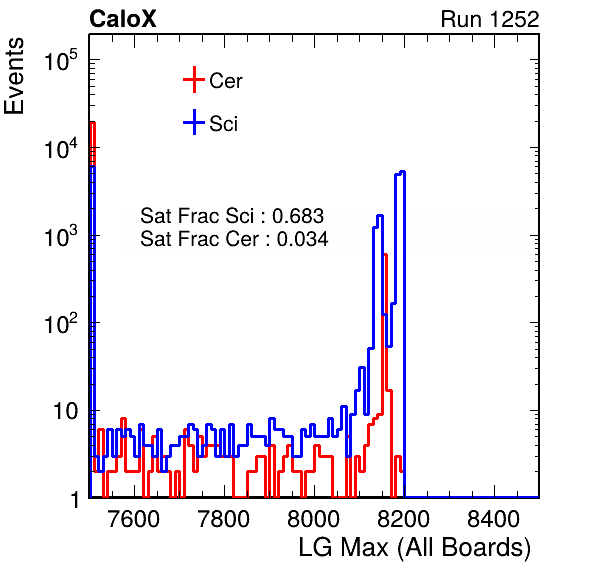 CaloX Run 1252
Events
10^5
10^4
10^3
10^2
10
1
Cer
Sci
Sat Frac Sci : 0.683
Sat Frac Cer : 0.034
7600 7800 8000 8200 8400
LG Max (All Boards)